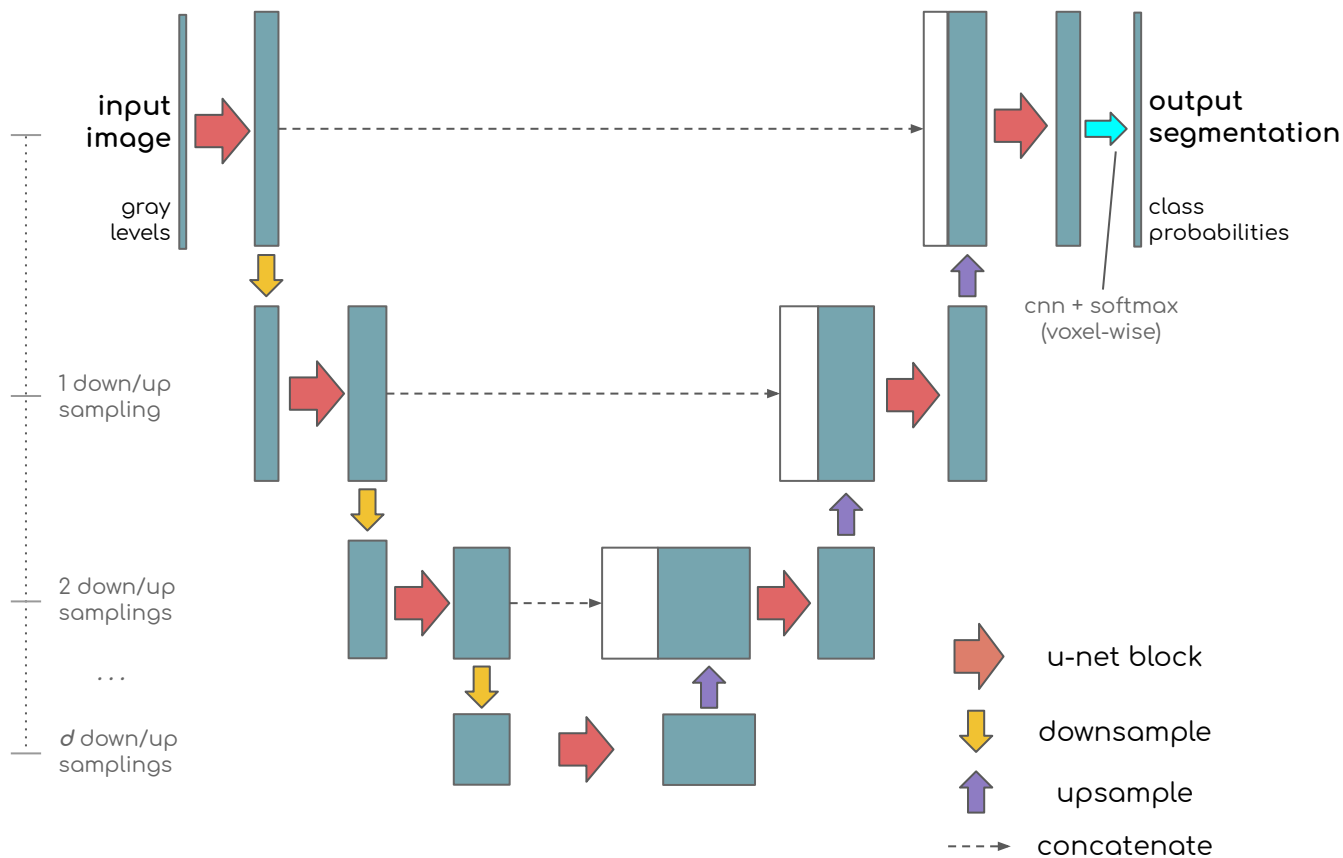 input
image
gray
levels
output
segmentation
class
probabilities
cnn + softmax
(voxel-wise)
1 down/up
sampling
2 down/up
samplings
...
d down/up
samplings
u-net block
downsample
upsample
concatenate